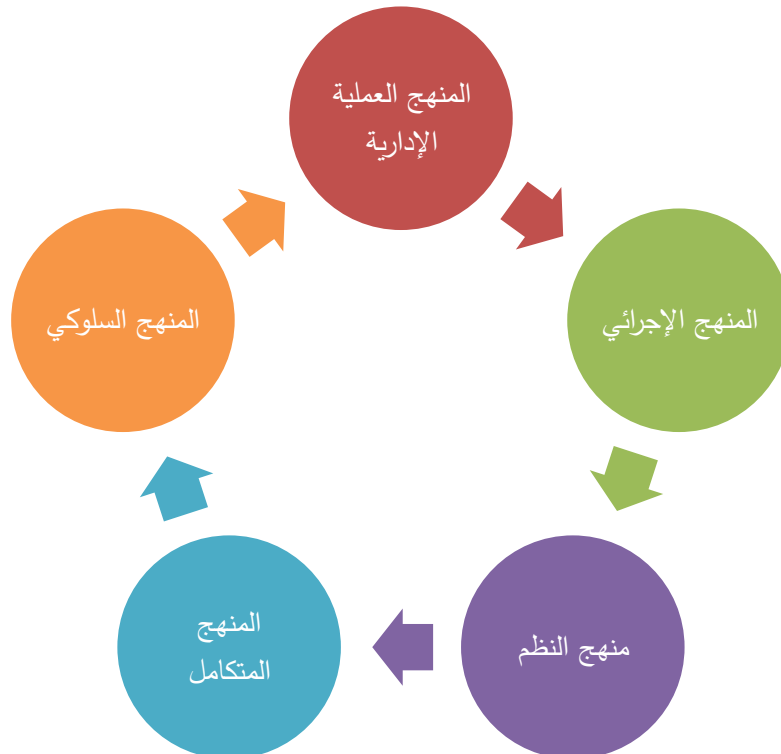 المنهج العملية
الإدارية
المنهج الإجرائي
منهج النظم
المنهج
المتكامل
المنهج السلوكي